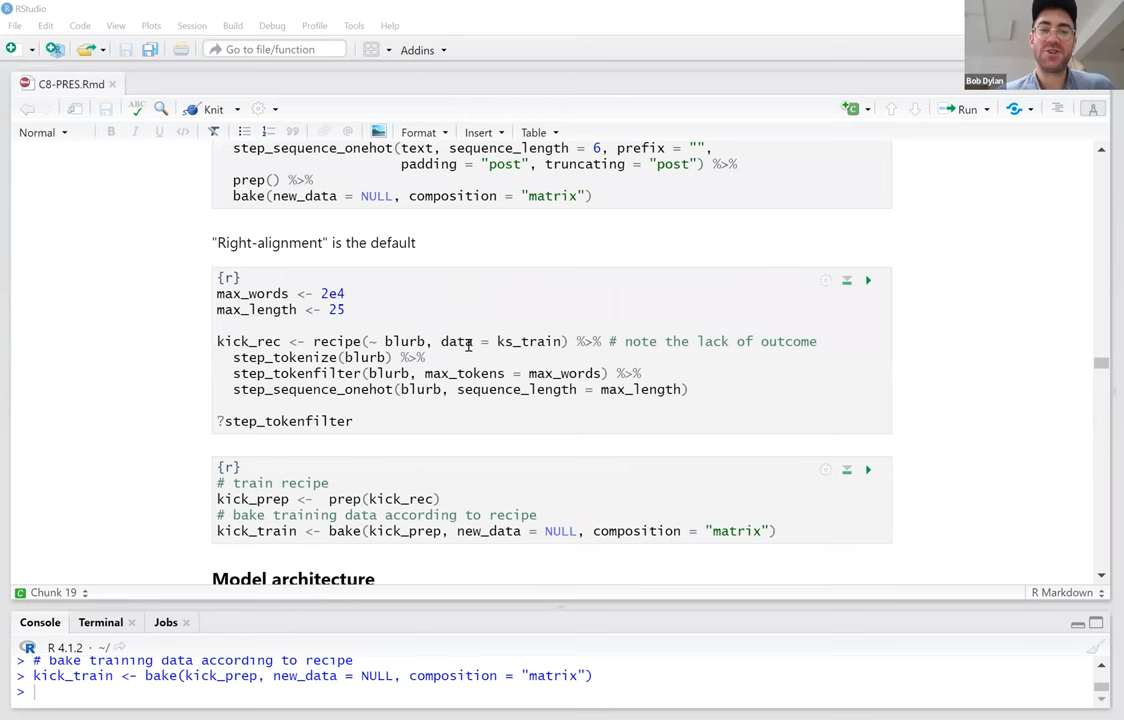 RStudio
File Edit Code View Plots Session Build Debug Profile Tools Help
Go to file/function Addins
Bob Dylan
C8-PRES.Rmd
ABC Knit Run
Normal B I U </> Format Insert Table
step_sequence_onehot(text, sequence_length = 6, prefix = "",
padding = "post", truncating = "post") %>%
prep() %>%
bake(new_data = NULL, composition = "matrix")
"Right-alignment" is the default
{r}
max_words <- 2e4
max_length <- 25
kick_rec <- recipe(~ blurb, data = ks_train) %>% # note the lack of outcome
step_tokenize(blurb) %>%
step_tokenfilter(blurb, max_tokens = max_words) %>%
step_sequence_onehot(blurb, sequence_length = max_length)
?step_tokenfilter
{r}
# train recipe
kick_prep <-  prep(kick_rec)
# bake training data according to recipe
kick_train <- bake(kick_prep, new_data = NULL, composition = "matrix")
Model architecture
C Chunk 19 R Markdown
Console Terminal Jobs
R R 4.1.2 · ~/
> # bake training data according to recipe
> kick_train <- bake(kick_prep, new_data = NULL, composition = "matrix")
>